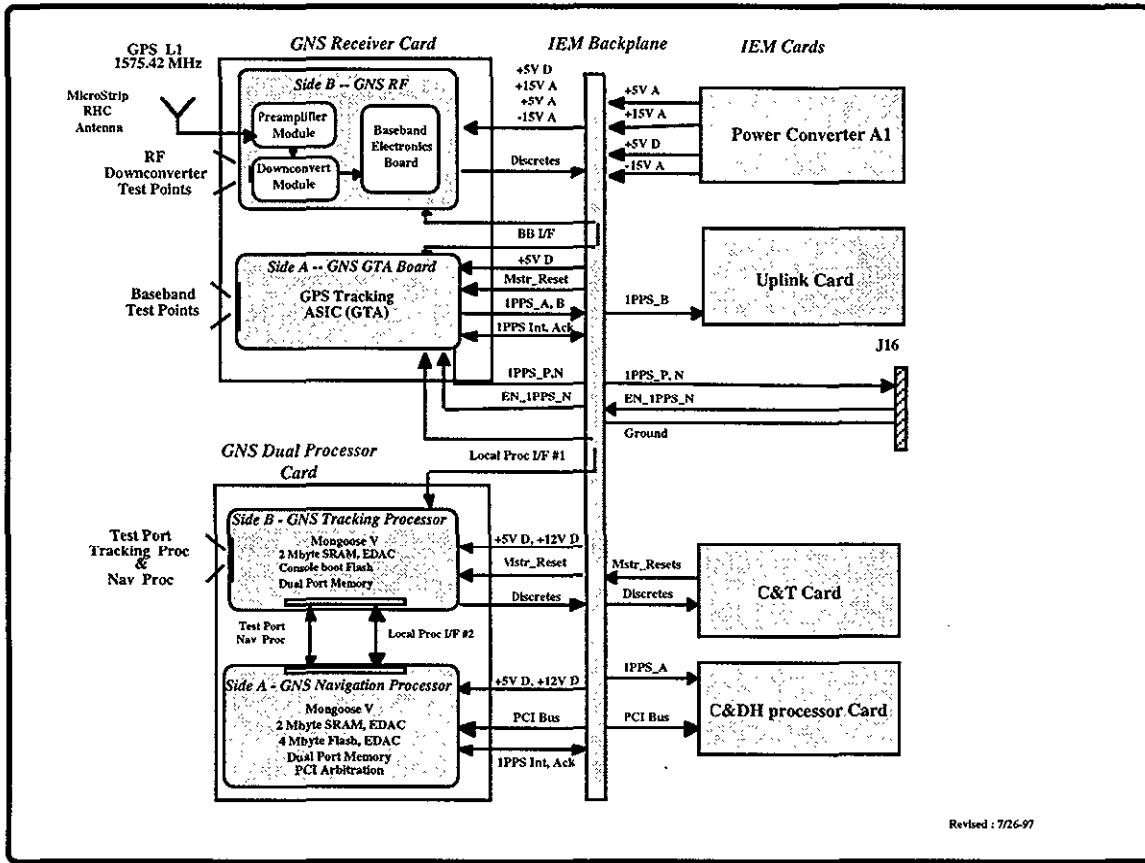 GPS L1
1575.42 MHz
GNS Receiver Card
IEM Backplane
IEM Cards
MicroStrip
RHC
Antenna
Side B -- GNS RF
Preamplifier
Module
Downconvert
Module
Baseband
Electronics
Board
RF
Downconverter
Test Points
+5V D
+15V A
+5V A
-15V A
Discretes
+5V A
+15V A
+5V D
-15V A
Power Converter A1
BB I/F
Side A -- GNS GTA Board
GPS Tracking
ASIC (GTA)
Baseband
Test Points
+5V D
Mstr_Reset
1PPS_A, B
1PPS Int, Ack
1PPS_B
Uplink Card
J16
1PPS_P,N
EN_1PPS_N
1PPS_P, N
EN_1PPS_N
Ground
Local Proc I/F #1
GNS Dual Processor
Card
Side B - GNS Tracking Processor
Mongoose V
2 Mbyte SRAM, EDAC
Console boot Flash
Dual Port Memory
Test Port
Tracking Proc
&
Nav Proc
+5V D, +12V D
Mstr_Reset
Discretes
Mstr_Resets
Discretes
C&T Card
Test Port
Nav Proc
Local Proc I/F #2
Side A - GNS Navigation Processor
Mongoose V
2 Mbyte SRAM, EDAC
4 Mbyte Flash, EDAC
Dual Port Memory
PCI Arbitration
+5V D, +12V D
PCI Bus
1PPS Int, Ack
1PPS_A
PCI Bus
C&DH processor Card
Revised : 7/26-97